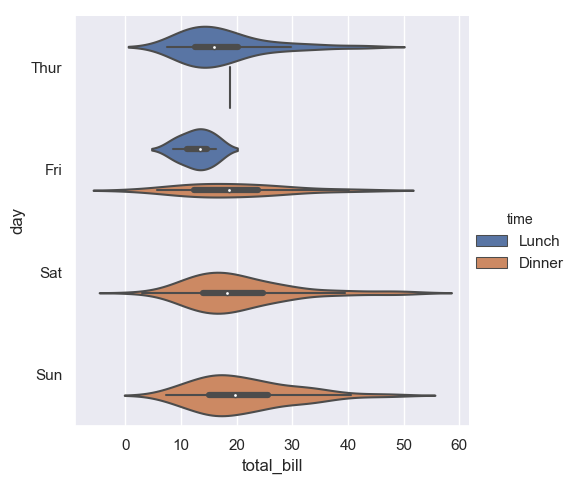 Thur
Fri
Sat
Sun
day
0 10 20 30 40 50 60
total_bill
time
Lunch
Dinner